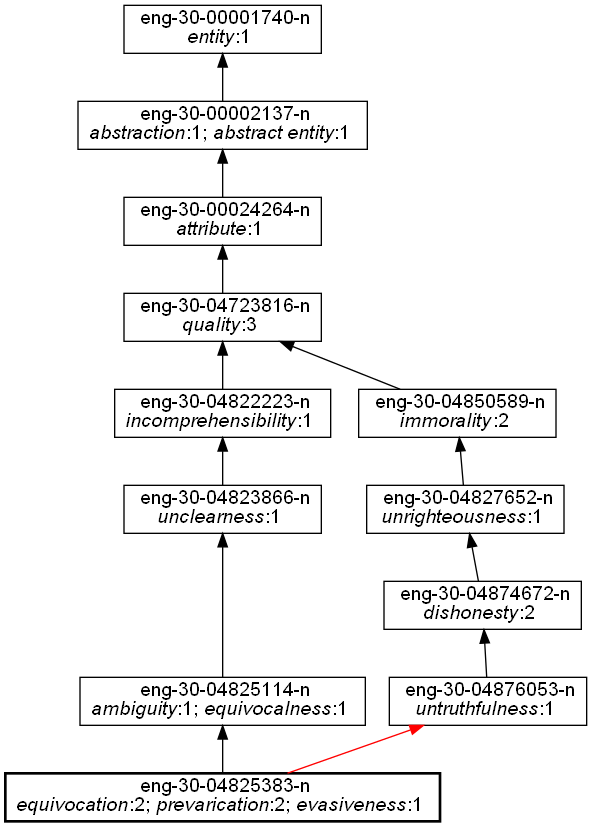 eng-30-00001740-n
entity:1
eng-30-00002137-n
abstraction:1; abstract entity:1
eng-30-00024264-n
attribute:1
eng-30-04723816-n
quality:3
eng-30-04822223-n
incomprehensibility:1
eng-30-04850589-n
immorality:2
eng-30-04823866-n
unclearness:1
eng-30-04827652-n
unrighteousness:1
eng-30-04874672-n
dishonesty:2
eng-30-04825114-n
ambiguity:1; equivocalness:1
eng-30-04876053-n
untruthfulness:1
eng-30-04825383-n
equivocation:2; prevarication:2; evasiveness:1